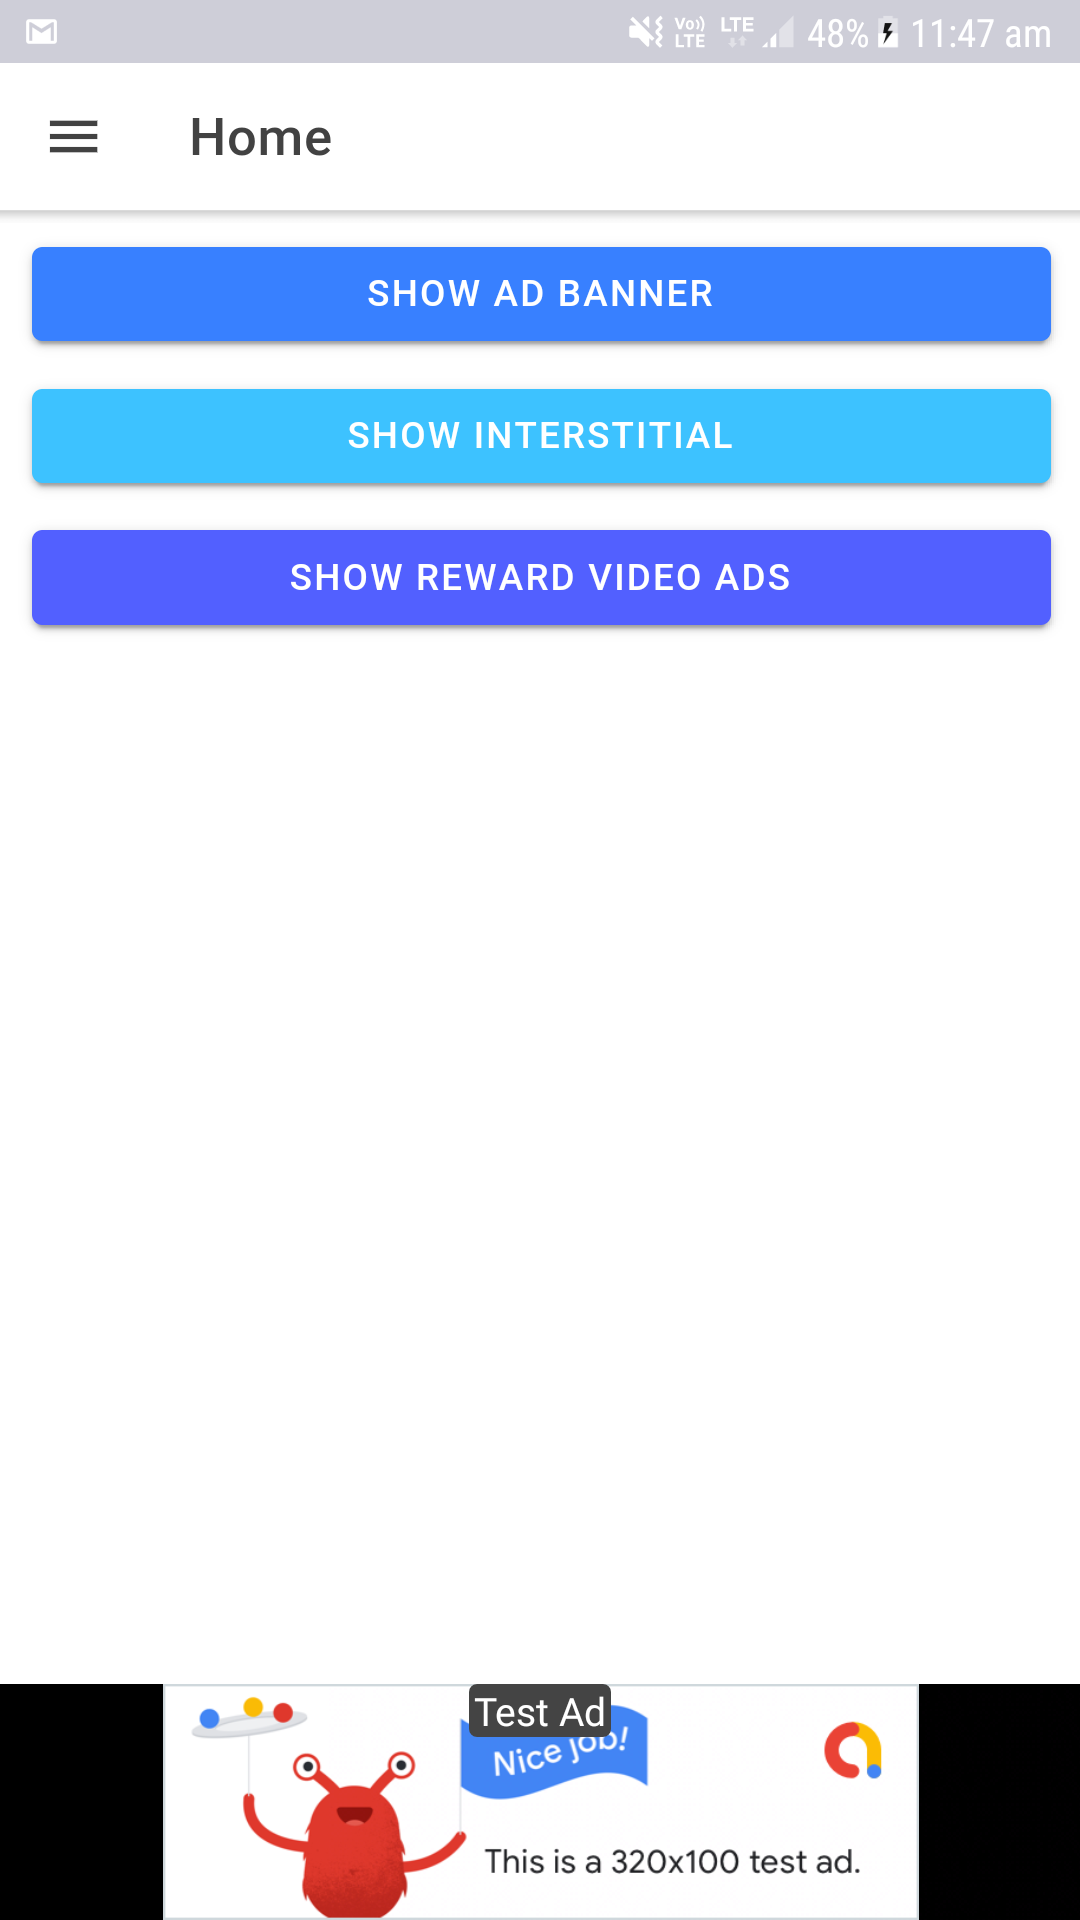 Vo)) LTE LTE 48% 11:47 am
Home
SHOW AD BANNER
SHOW INTERSTITIAL
SHOW REWARD VIDEO ADS
Test Ad
Nice job!
This is a 320x100 test ad.